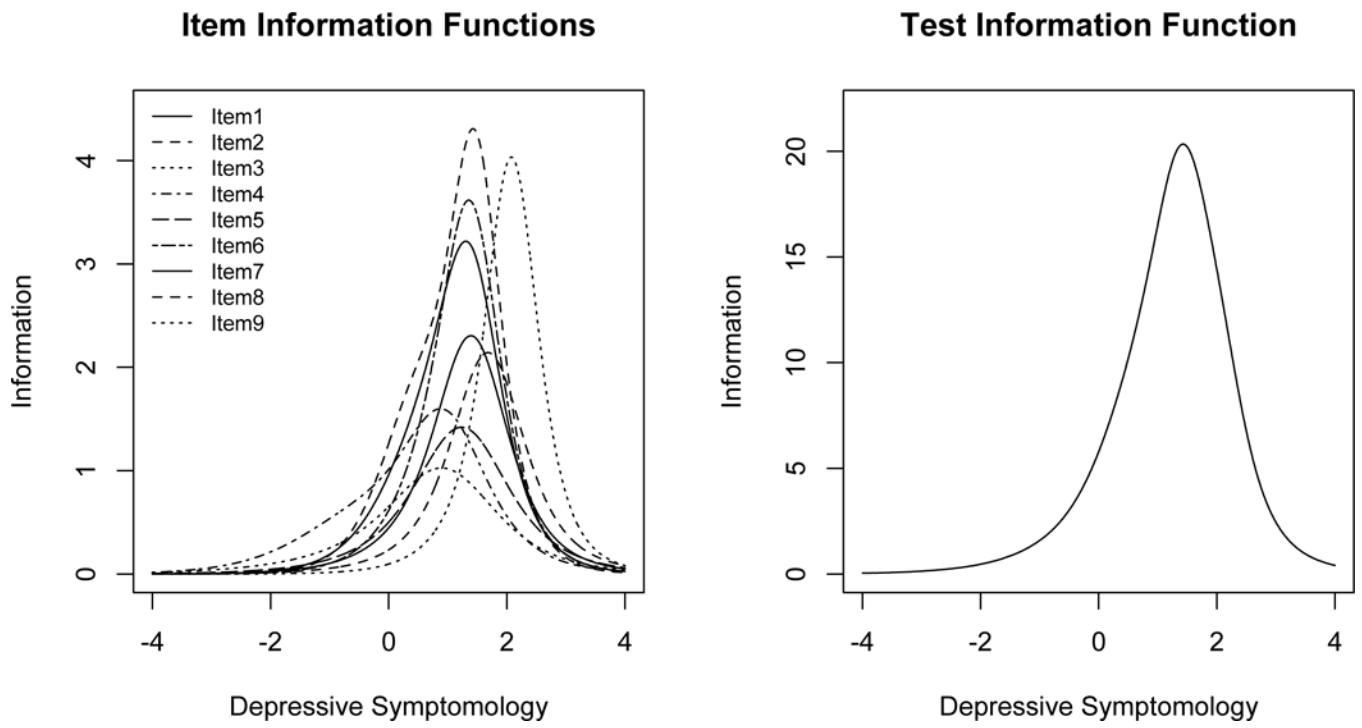 Item Information Functions
Item1
Item2
Item3
Item4
Item5
Item6
Item7
Item8
Item9
4
3
2
1
0
Information
-4 -2 0 2 4
Depressive Symptomology
Test Information Function
20
15
10
5
0
Information
-4 -2 0 2 4
Depressive Symptomology